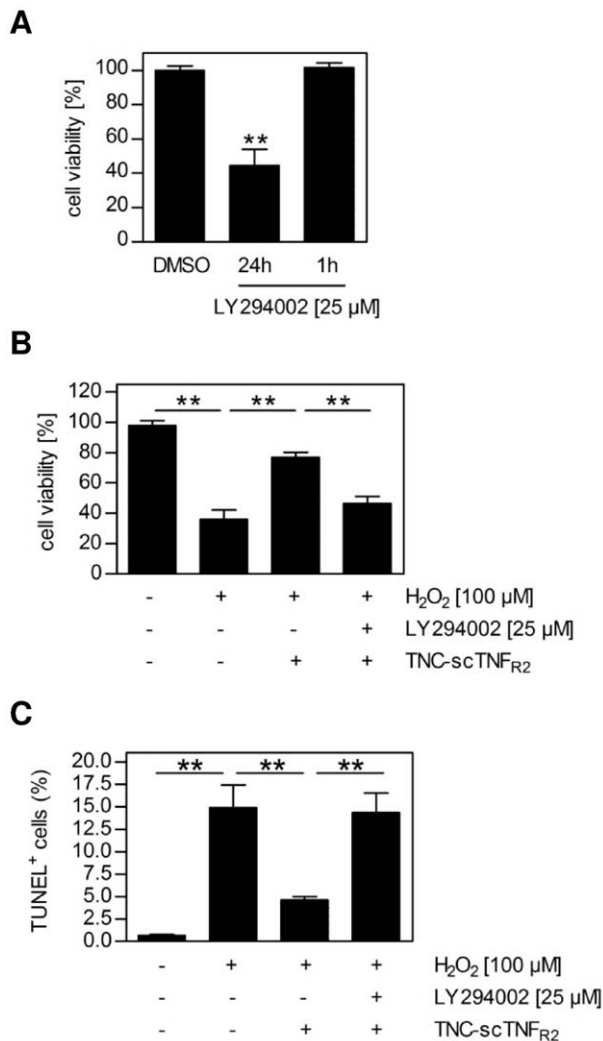 A
cell viability [%]
100
80
60
40
20
0
**
DMSO 24h 1h
LY294002 [25 µM]
B
cell viability [%]
120
100
80
60
40
20
0
** ** **
- + + + H₂O₂ [100 µM]
- - - + LY294002 [25 µM]
- - + + TNC-scTNF_R2
C
TUNEL⁺ cells (%)
20.0
17.5
15.0
12.5
10.0
7.5
5.0
2.5
0.0
** ** **
- + + + H₂O₂ [100 µM]
- - - + LY294002 [25 µM]
- - + + TNC-scTNF_R2